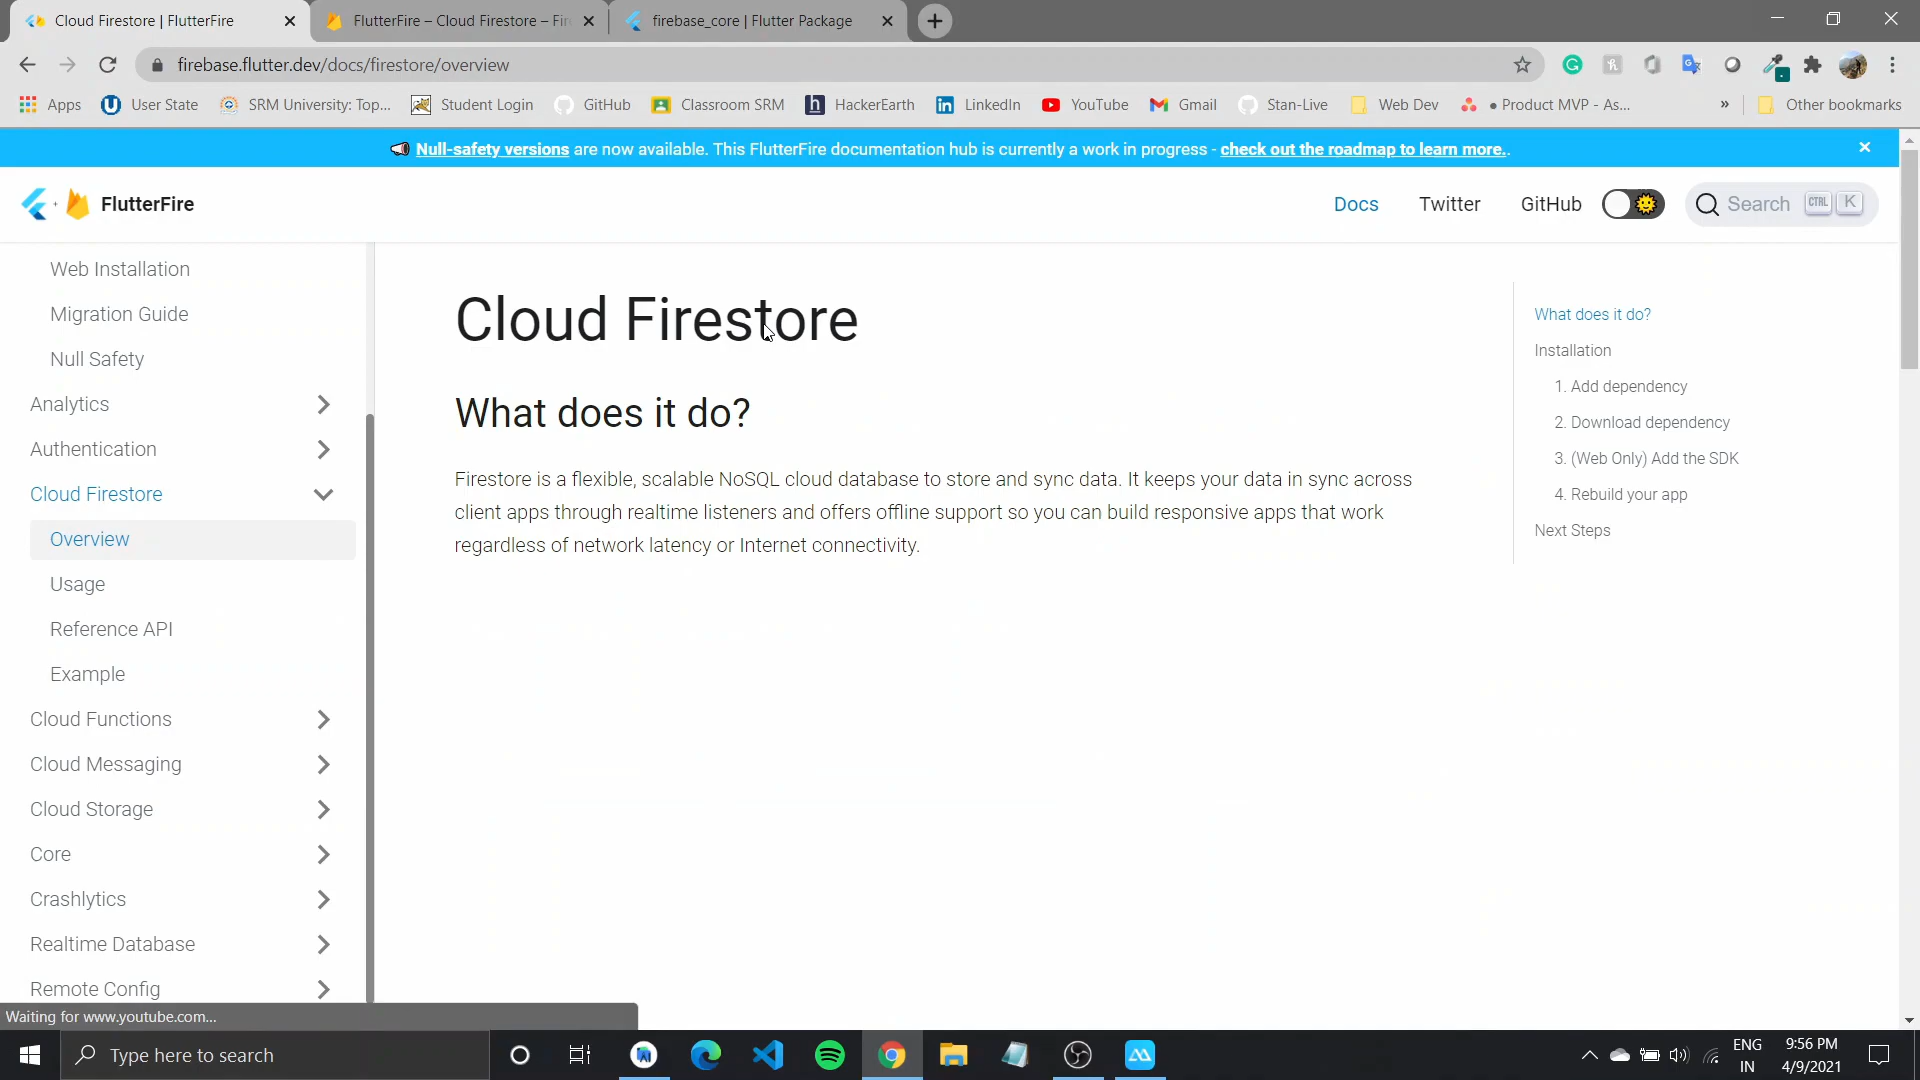 Cloud Firestore | FlutterFire
FlutterFire – Cloud Firestore – Fir
firebase_core | Flutter Package
firebase.flutter.dev/docs/firestore/overview
Apps
User State
SRM University: Top...
Student Login
GitHub
Classroom SRM
HackerEarth
LinkedIn
YouTube
Gmail
Stan-Live
Web Dev
• Product MVP - As...
»
Other bookmarks
Null-safety versions are now available. This FlutterFire documentation hub is currently a work in progress - check out the roadmap to learn more..
FlutterFire
Docs
Twitter
GitHub
Search
CTRL
K
Web Installation
Migration Guide
Null Safety
Analytics
Authentication
Cloud Firestore
Overview
Usage
Reference API
Example
Cloud Functions
Cloud Messaging
Cloud Storage
Core
Crashlytics
Realtime Database
Remote Config
Cloud Firestore
What does it do?
Firestore is a flexible, scalable NoSQL cloud database to store and sync data. It keeps your data in sync across
client apps through realtime listeners and offers offline support so you can build responsive apps that work
regardless of network latency or Internet connectivity.
What does it do?
Installation
1. Add dependency
2. Download dependency
3. (Web Only) Add the SDK
4. Rebuild your app
Next Steps
Waiting for www.youtube.com...
Type here to search
ENG
IN
9:56 PM
4/9/2021